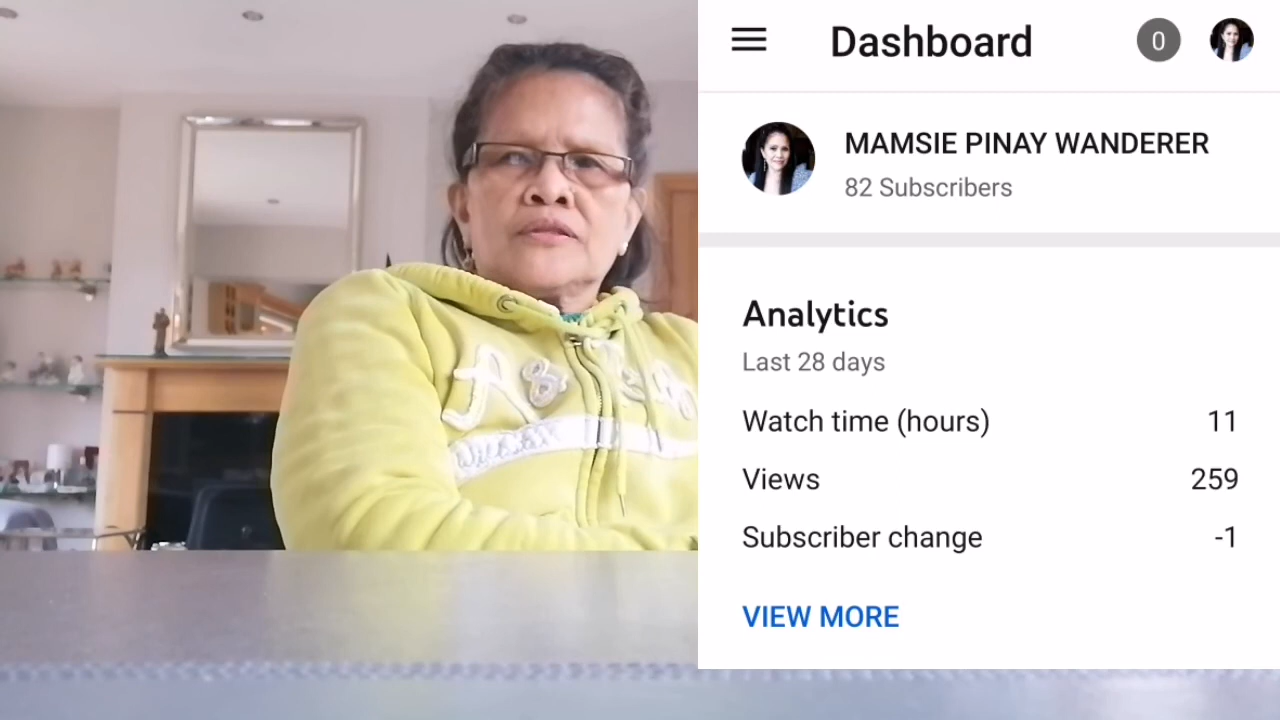 Dashboard
0
MAMSIE PINAY WANDERER
82 Subscribers
Analytics
Last 28 days
Watch time (hours) 11
Views 259
Subscriber change -1
VIEW MORE